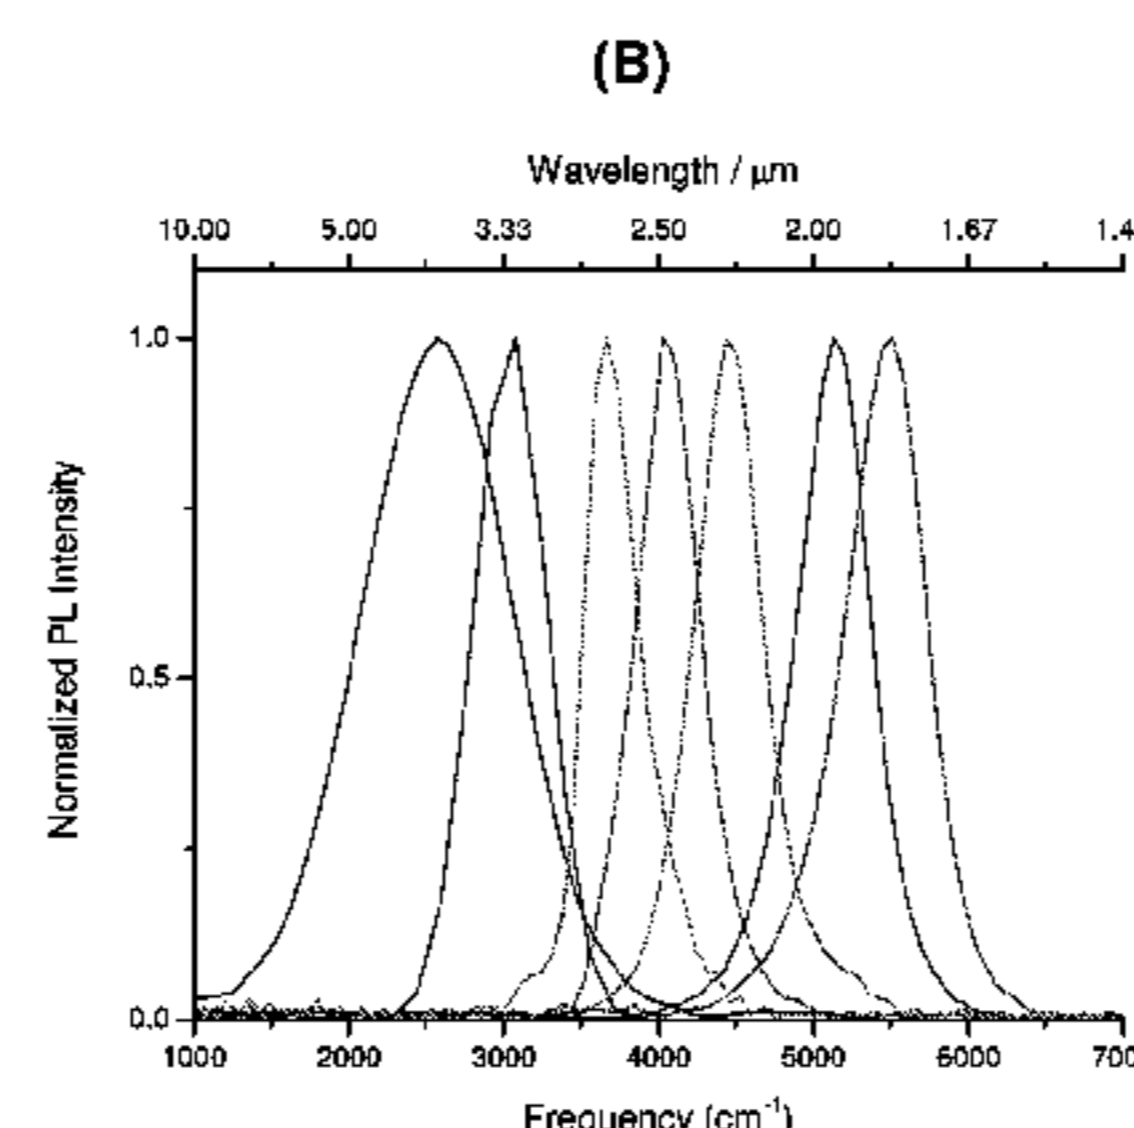 (B)
Wavelength / μm
10.00 5.00 3.33 2.50 2.00 1.67 1.4
1.0
0.5
0.0
Normalized PL Intensity
1000 2000 3000 4000 5000 6000 700
Frequency (cm⁻¹)